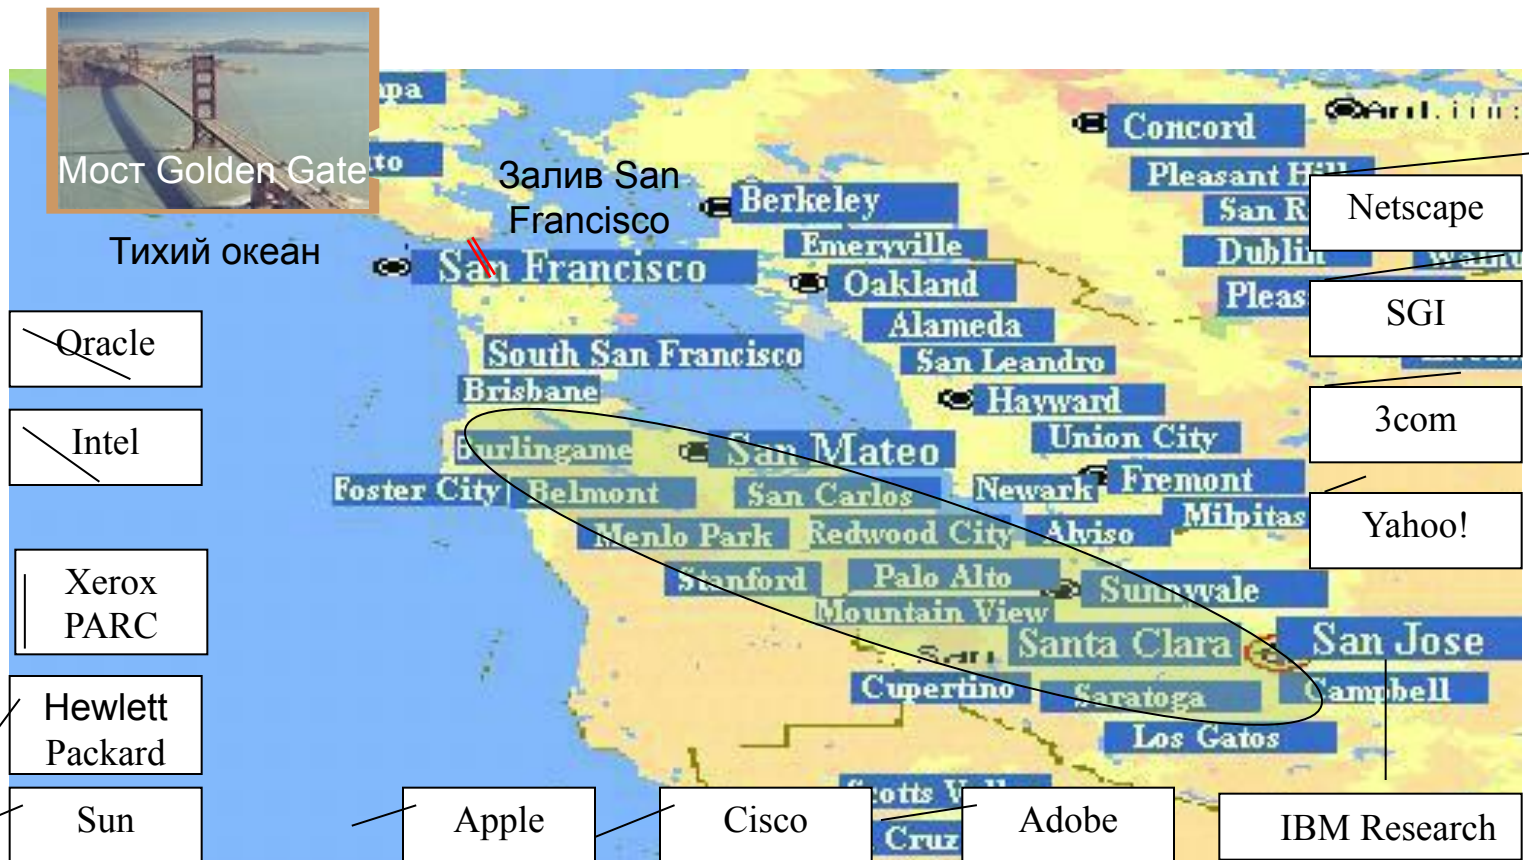 Мост Golden Gate
Тихий океан
Залив San
Francisco
Concord
Pleasant
Berkeley
San
Netscape
Emeryville
Dublin
San Francisco
Oakland
SGI
Alameda
Oracle
South San Francisco
San Leandro
Brisbane
Hayward
3com
Intel
Burlingame
San Mateo
Union City
Foster City
Belmont
San Carlos
Newark
Fremont
Menlo Park
Redwood City
Alviso
Milpitas
Yahoo!
Xerox
PARC
Stanford
Palo Alto
Sunnyvale
Mountain View
Santa Clara
San Jose
Hewlett
Packard
Cupertino
Saratoga
Campbell
Los Gatos
Sun
Apple
Cisco
Adobe
IBM Research
Cruz